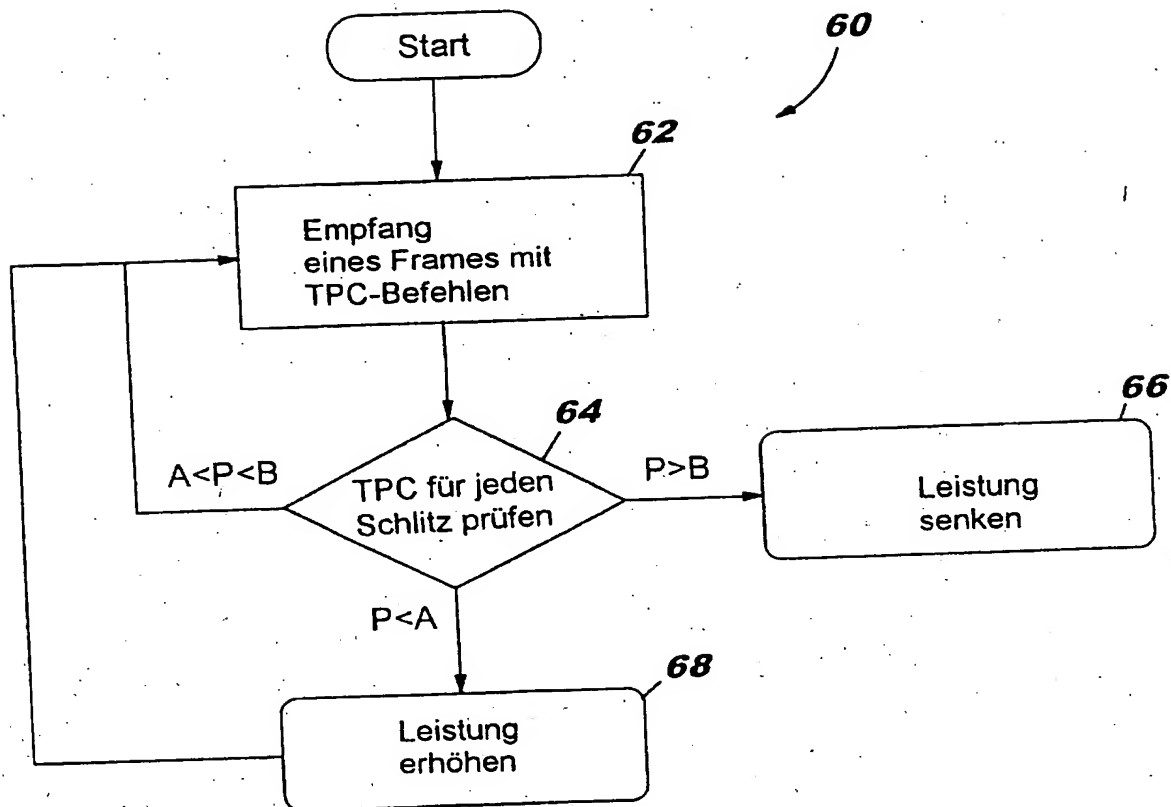 Start
60
62
Empfang
eines Frames mit
TPC-Befehlen
64
66
A<P<B
TPC für jeden
Schlitz prüfen
P>B
Leistung
senken
P<A
68
Leistung
erhöhen